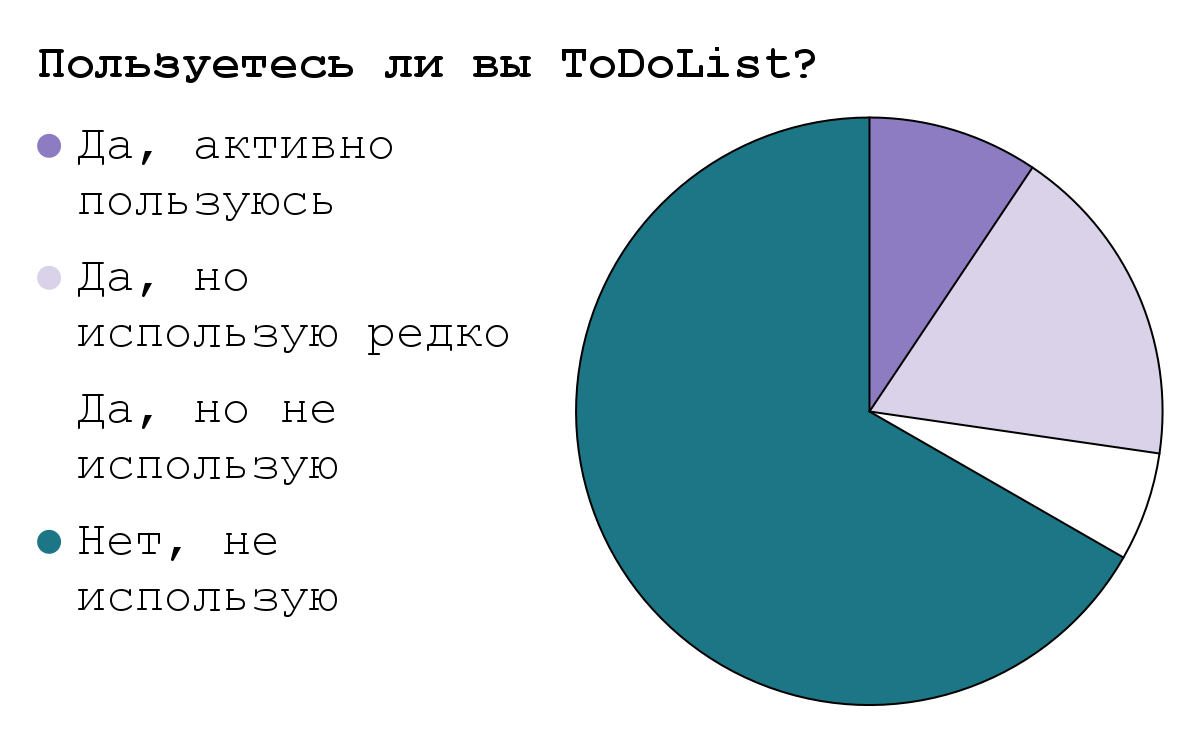 Пользуетесь ли вы ToDoList?
Да, активно
пользуюсь
Да, но
использую редко
Да, но не
использую
Нет, не
использую